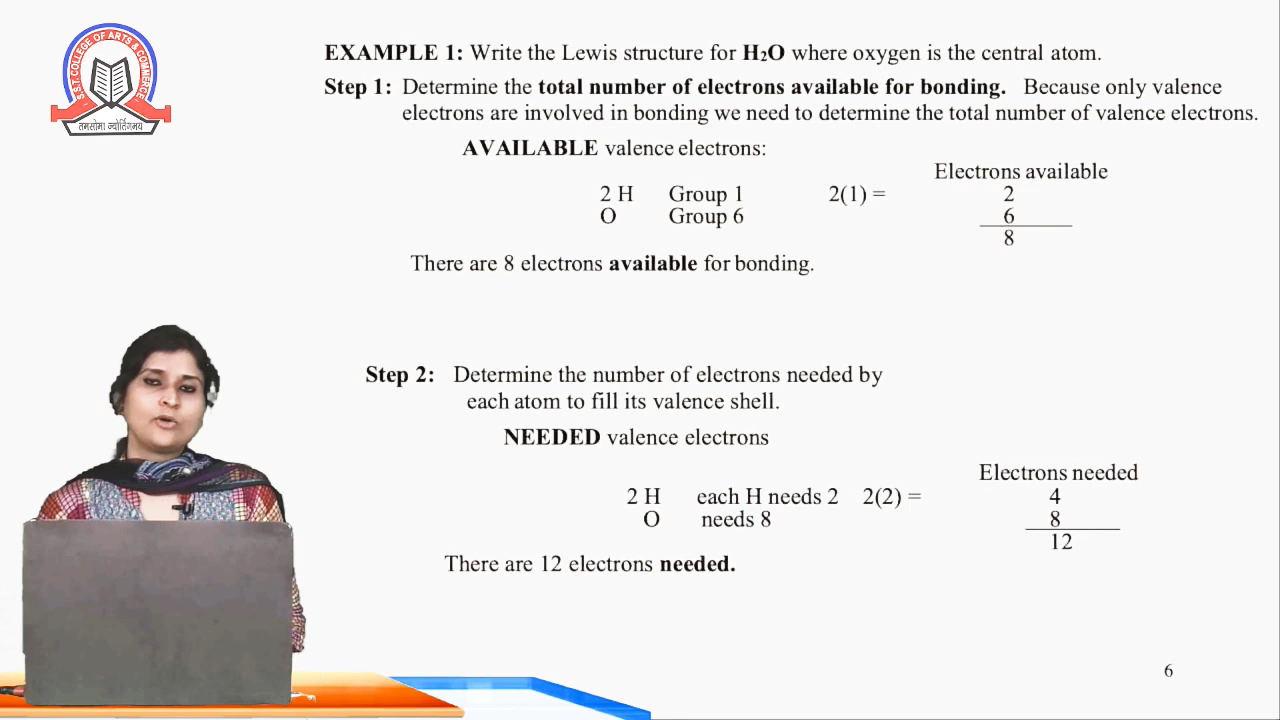 S.S.T. COLLEGE OF ARTS & COMMERCE
तमसोमा ज्योर्तिगमय
EXAMPLE 1: Write the Lewis structure for H2O where oxygen is the central atom.
Step 1: Determine the total number of electrons available for bonding. Because only valence
electrons are involved in bonding we need to determine the total number of valence electrons.
AVAILABLE valence electrons:
Electrons available
2 H Group 1 2(1) = 2
O Group 6 6
8
There are 8 electrons available for bonding.
Step 2: Determine the number of electrons needed by
each atom to fill its valence shell.
NEEDED valence electrons
Electrons needed
2 H each H needs 2 2(2) = 4
O needs 8 8
12
There are 12 electrons needed.
6